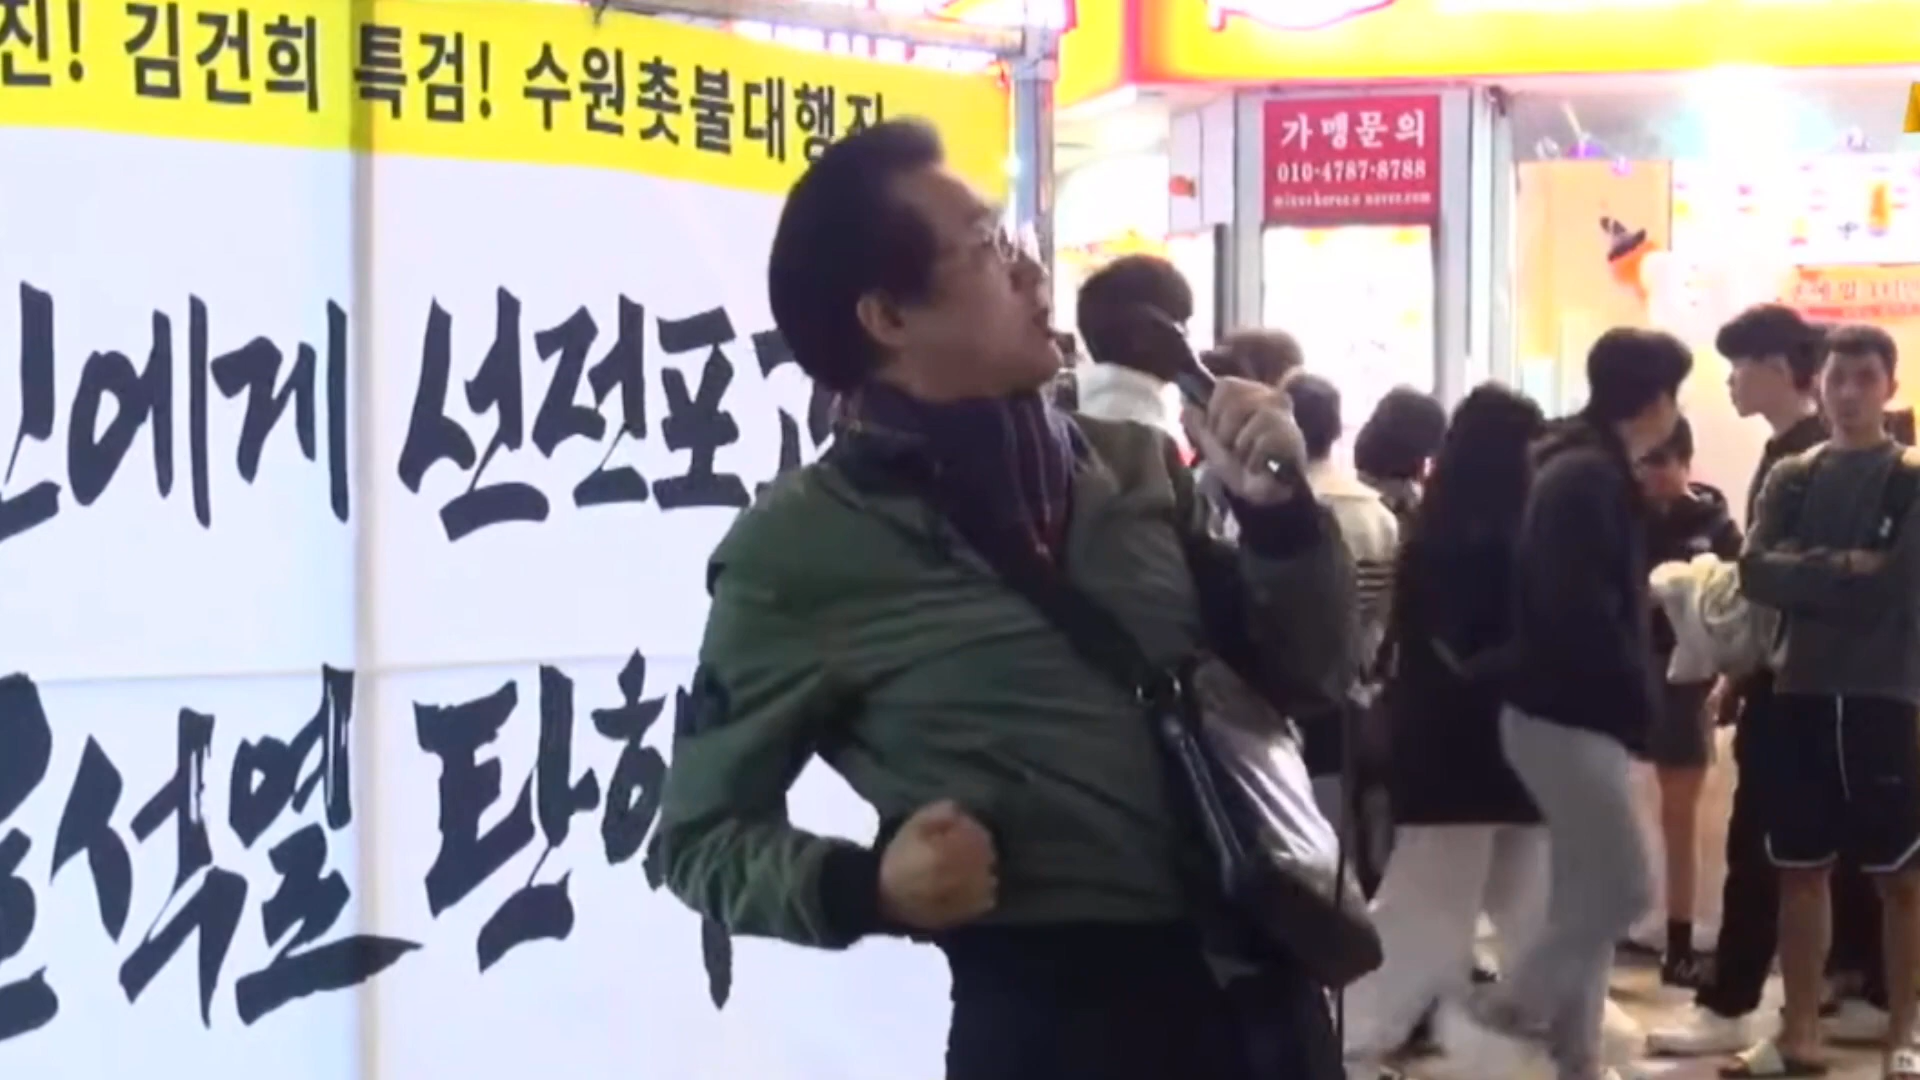 진! 김건희 특검! 수원촛불대행진
에게 선전포고
윤석열 탄핵
가맹문의
010-4787-8788